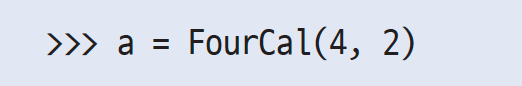 >>> a = FourCal(4, 2)